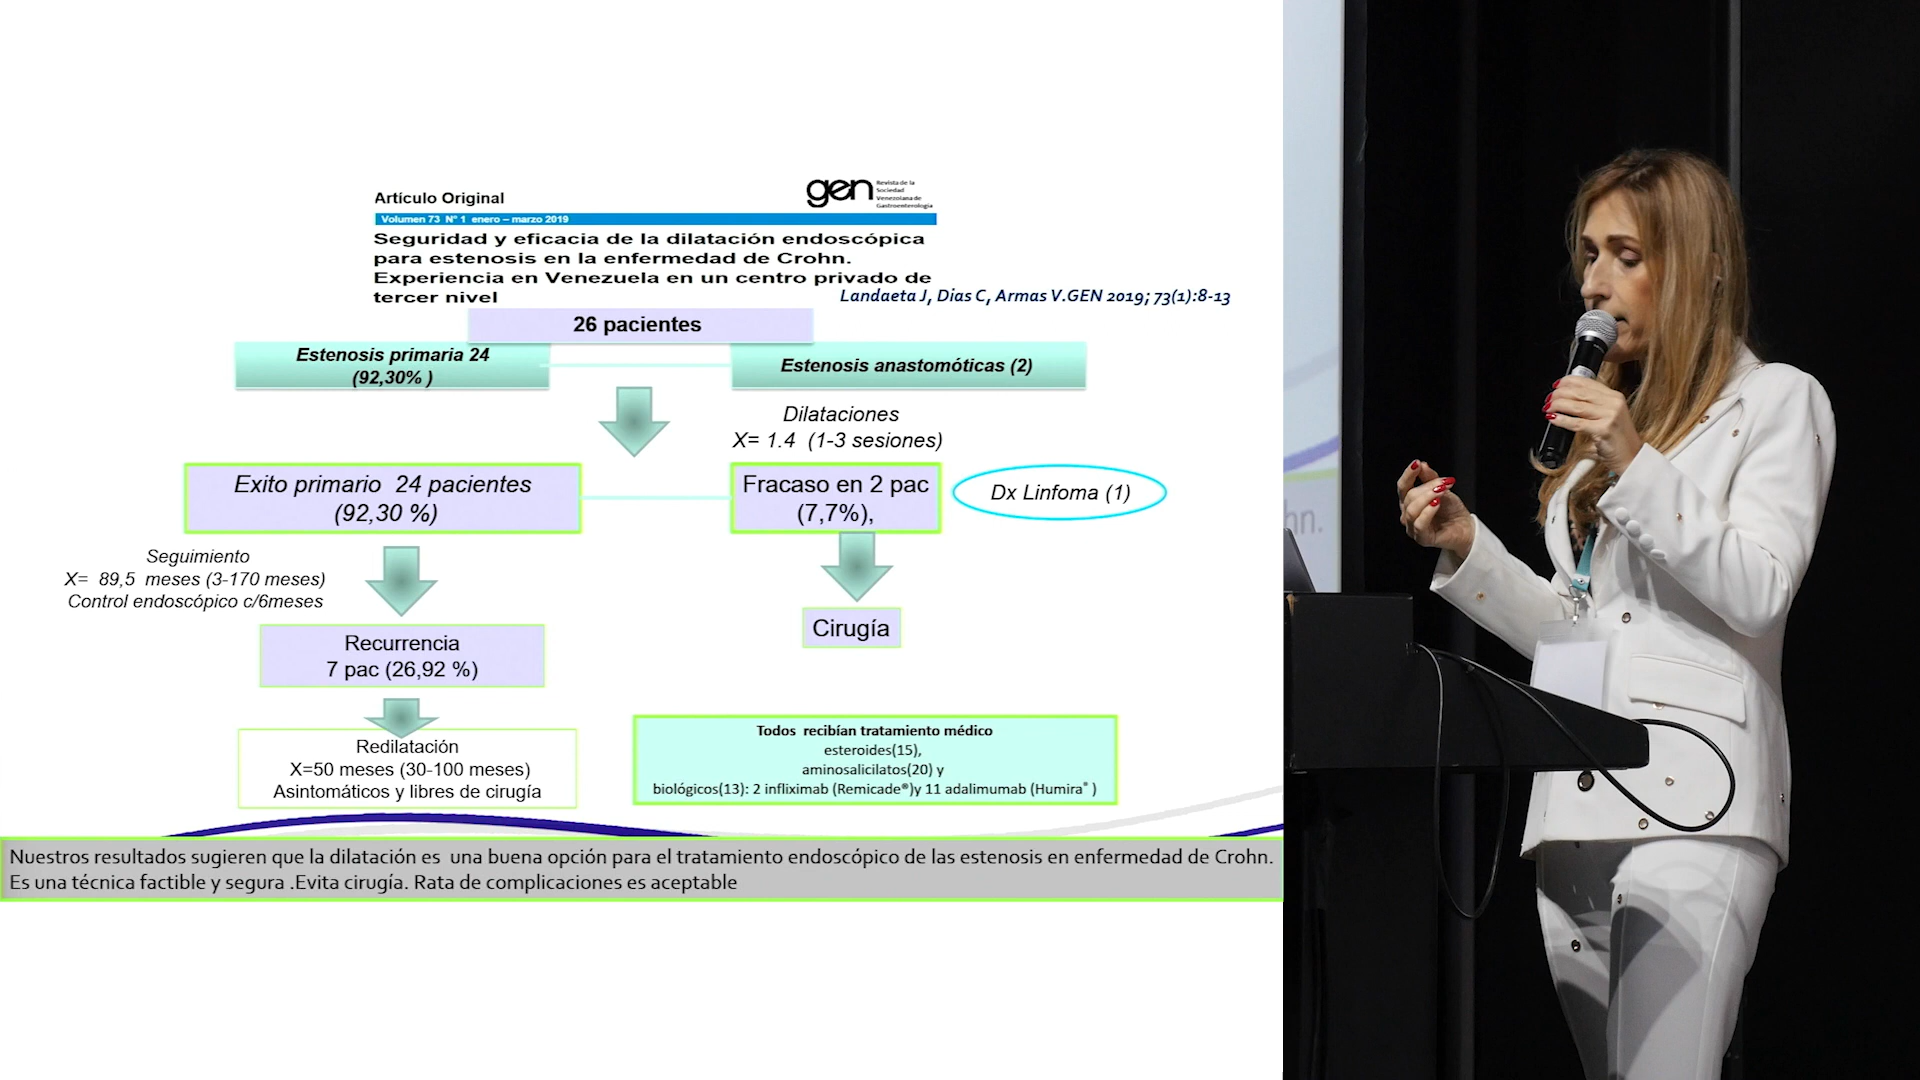 Artículo Original
gen
Revista de la
Sociedad
Venezolana de
Gastroenterología
Volumen 73 N° 1 enero – marzo 2019
Seguridad y eficacia de la dilatación endoscópica
para estenosis en la enfermedad de Crohn.
Experiencia en Venezuela en un centro privado de
tercer nivel
Landaeta J, Dias C, Armas V.GEN 2019; 73(1):8-13
26 pacientes
Estenosis primaria 24
(92,30% )
Estenosis anastomóticas (2)
Dilataciones
X= 1.4 (1-3 sesiones)
Exito primario 24 pacientes
(92,30 %)
Fracaso en 2 pac
(7,7%),
Dx Linfoma (1)
Seguimiento
X= 89,5 meses (3-170 meses)
Control endoscópico c/6meses
Cirugía
Recurrencia
7 pac (26,92 %)
Redilatación
X=50 meses (30-100 meses)
Asintomáticos y libres de cirugía
Todos recibían tratamiento médico
esteroides(15),
aminosalicilatos(20) y
biológicos(13): 2 infliximab (Remicade®)y 11 adalimumab (Humira® )
Nuestros resultados sugieren que la dilatación es una buena opción para el tratamiento endoscópico de las estenosis en enfermedad de Crohn.
Es una técnica factible y segura .Evita cirugía. Rata de complicaciones es aceptable
hn.